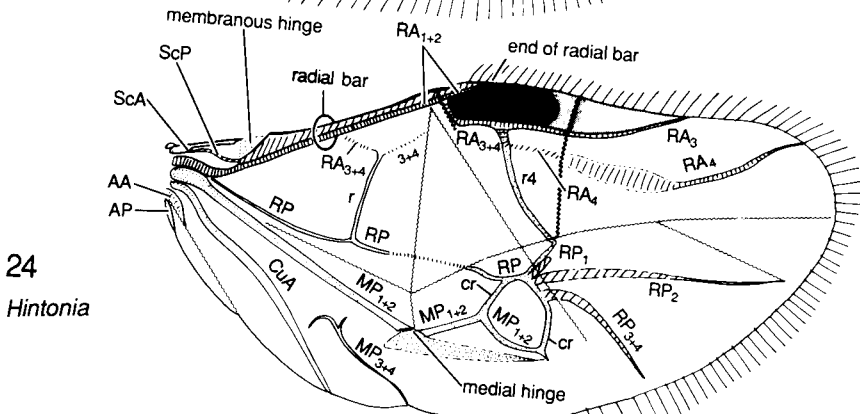 membranous hinge
RA1+2
end of radial bar
ScP
radial bar
ScA
RA3
RA3+4
3+4
RA3+4
RA4
AA
r
r4
RA4
AP
RP
RP
RP
RP1
24
CuA
MP1+2
cr
RP2
Hintonia
MP1+2
MP1+2
RP3+4
MP3+4
cr
medial hinge